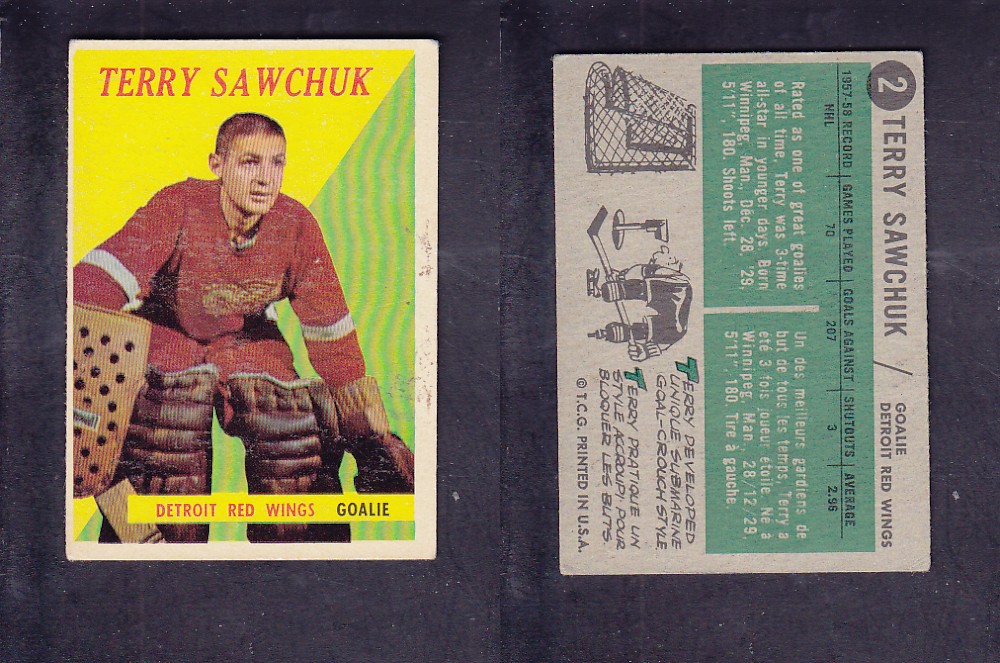 TERRY SAWCHUK
DETROIT RED WINGS GOALIE
2 TERRY SAWCHUK / GOALIE
DETROIT RED WINGS
1957-58 RECORD GAMES PLAYED GOALS AGAINST SHUTOUTS AVERAGE
NHL 70 207 3 2.96
Rated as one of great goalies
of all time, Terry was 3-time
all-star in younger days. Born
Winnipeg, Man., Dec. 28, '29,
5'11", 180. Shoots left.
Un des meilleurs gardiens de
but de tous les temps, Terry a
été 3 fois joueur étoile. Né à
Winnipeg, Man., 28/12/29,
5'11", 180. Tire à gauche
TERRY DEVELOPED
UNIQUE SUBMARINE
GOAL-CROUCH STYLE.
TERRY PRATIQUE UN
STYLE ACCROUPI POUR
BLOQUER LES BUTS.
© T.C.G. PRINTED IN U.S.A.